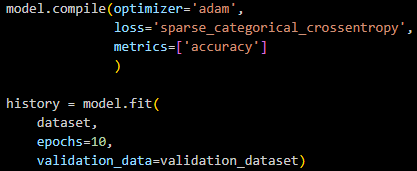 model.compile(optimizer='adam',
              loss='sparse_categorical_crossentropy',
              metrics=['accuracy']
              )
history = model.fit(
    dataset,
    epochs=10,
    validation_data=validation_dataset)